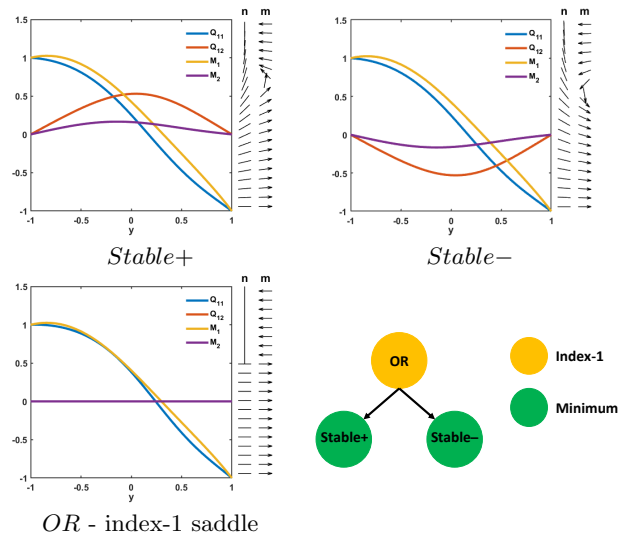 n m
1.5
1
0.5
0
-0.5
-1
-1 -0.5 0 0.5 1
y
Q11
Q12
M1
M2
Stable+
n m
1.5
1
0.5
0
-0.5
-1
-1 -0.5 0 0.5 1
y
Q11
Q12
M1
M2
Stable−
n m
1.5
1
0.5
0
-0.5
-1
-1 -0.5 0 0.5 1
y
Q11
Q12
M1
M2
OR - index-1 saddle
OR
Stable+
Stable−
Index-1
Minimum